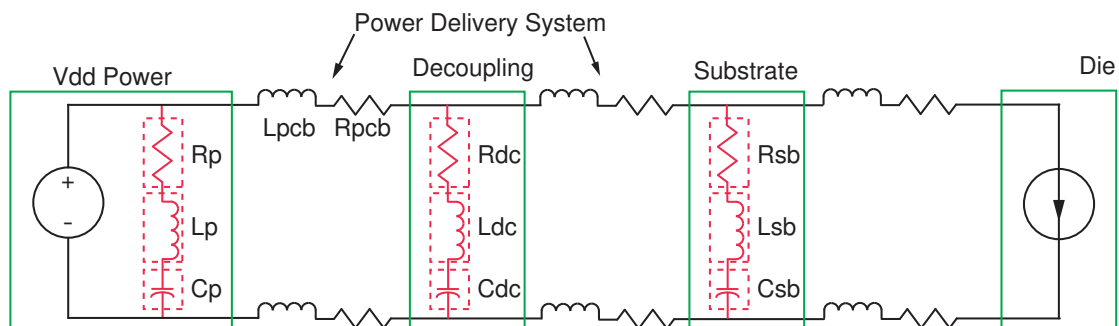 Power Delivery System
Vdd Power
Decoupling
Substrate
Die
Lpcb
Rpcb
Rp
Rdc
Rsb
+
-
Lp
Ldc
Lsb
Cp
Cdc
Csb